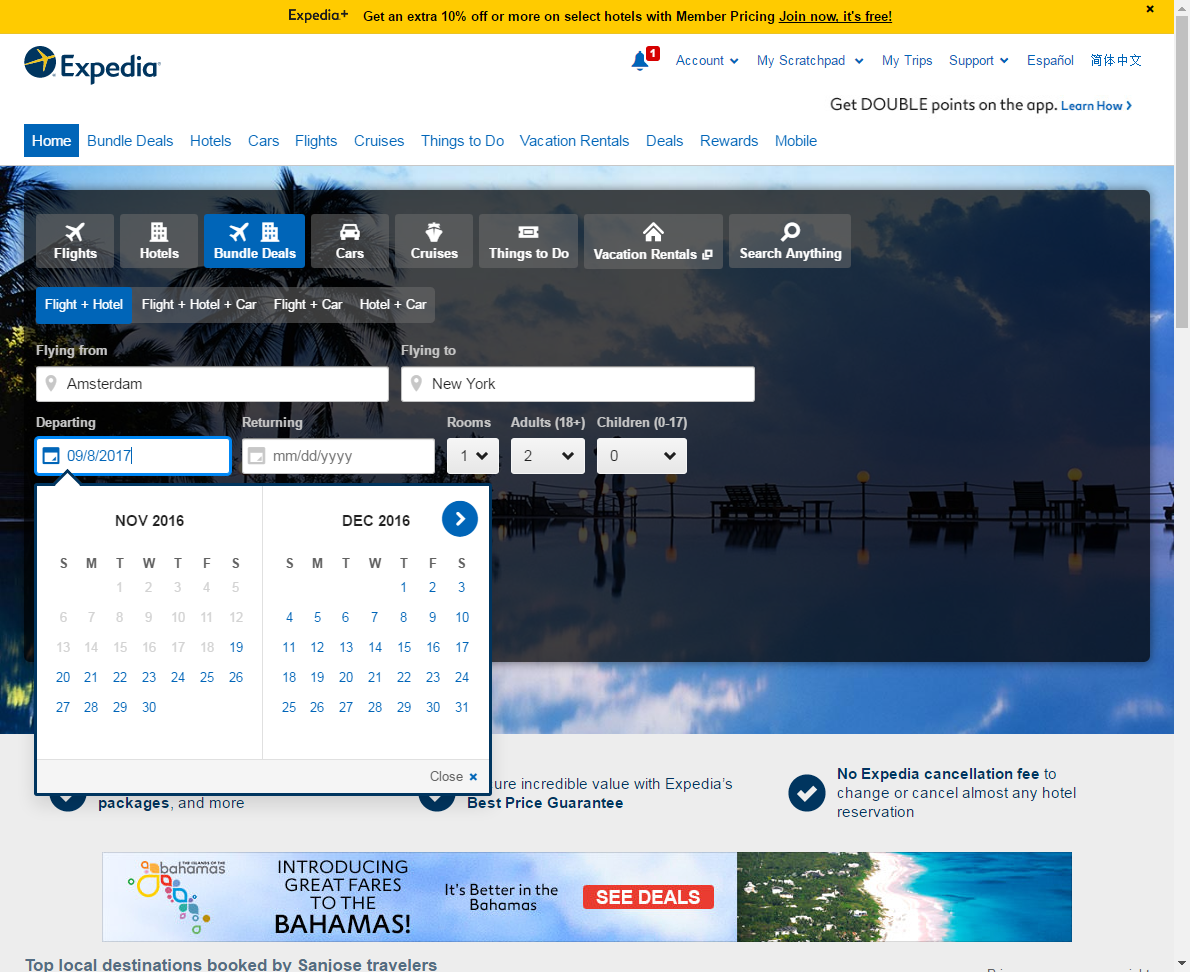 Expedia+ Get an extra 10% off or more on select hotels with Member Pricing Join now, it's free! ×
Expedia
1 Account My Scratchpad My Trips Support Español 简体中文
Get DOUBLE points on the app. Learn How
Home Bundle Deals Hotels Cars Flights Cruises Things to Do Vacation Rentals Deals Rewards Mobile
Flights Hotels Bundle Deals Cars Cruises Things to Do Vacation Rentals Search Anything
Flight + Hotel Flight + Hotel + Car Flight + Car Hotel + Car
Flying from Flying to
Amsterdam New York
Departing Returning Rooms Adults (18+) Children (0-17)
09/8/2017 mm/dd/yyyy 1 2 0
NOV 2016 DEC 2016
S M T W T F S S M T W T F S
1 2 3 4 5 1 2 3
6 7 8 9 10 11 12 4 5 6 7 8 9 10
13 14 15 16 17 18 19 11 12 13 14 15 16 17
20 21 22 23 24 25 26 18 19 20 21 22 23 24
27 28 29 30 25 26 27 28 29 30 31
Close ×
packages, and more
incredible value with Expedia's
Best Price Guarantee
No Expedia cancellation fee to
change or cancel almost any hotel
reservation
THE ISLANDS OF THE
bahamas
INTRODUCING
GREAT FARES
TO THE
BAHAMAS!
It's Better in the
Bahamas
SEE DEALS
Top local destinations booked by Sanjose travelers